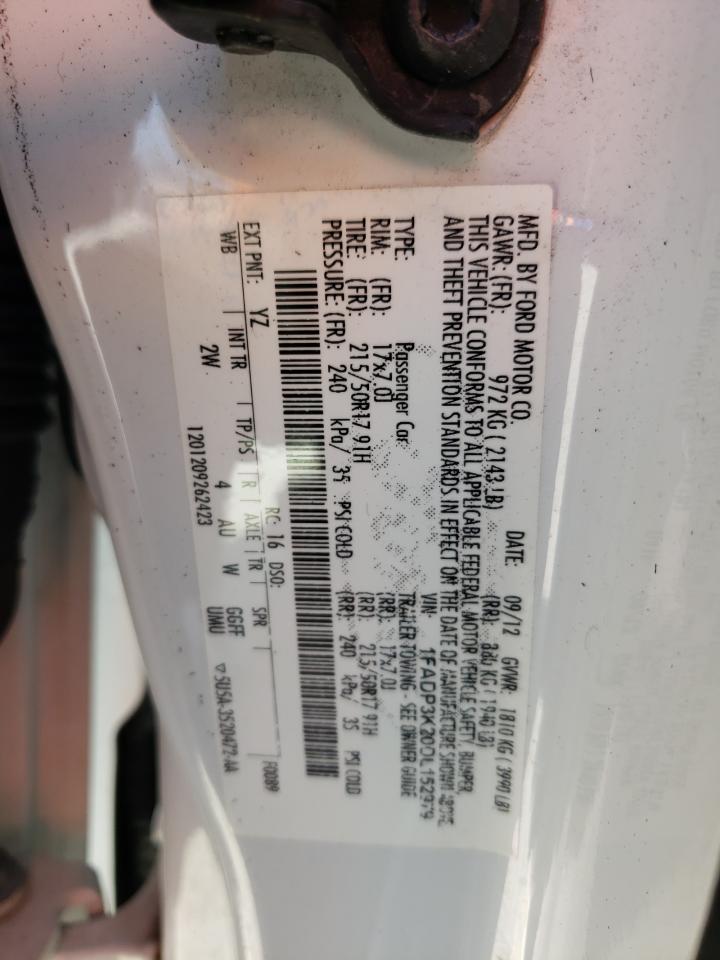 MFD. BY FORD MOTOR CO. DATE: 09/12 GVWR: 1810 KG ( 3990 LB)
GAWR: (FR): 972 KG ( 2143 LB) (RR): 880 KG ( 1940 LB)
THIS VEHICLE CONFORMS TO ALL APPLICABLE FEDERAL MOTOR VEHICLE SAFETY, BUMPER,
AND THEFT PREVENTION STANDARDS IN EFFECT ON THE DATE OF MANUFACTURE SHOWN ABOVE
VIN: 1FADP3K20DL152979
TYPE: Passenger Car TRAILER TOWING - SEE OWNER GUIDE
RIM: (FR): 17x7.0J (RR): 17x7.0J
TIRE: (FR): 215/50R17 91H (RR): 215/50R17 91H
PRESSURE: (FR): 240 kPa/ 35 PSI COLD (RR): 240 kPa/ 35 PSI COLD
F0089
EXT PNT: YZ RC: 16 DSO:
WB INT TR TP/PS R AXLE TR SPR
2W 4 AU W GGFF
UMU
1201209262423
▽5U5A-3520472-AA